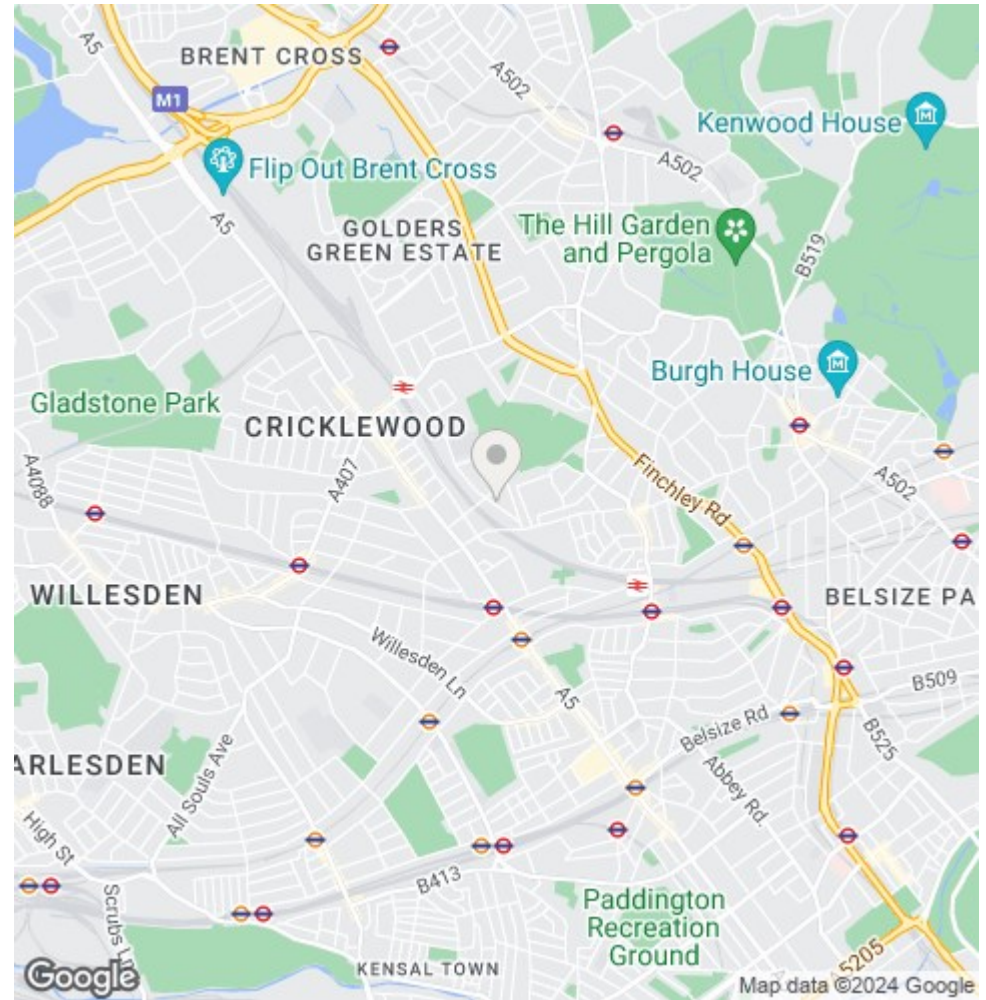 A5
BRENT CROSS
A502
M1
Kenwood House
Flip Out Brent Cross
A502
A5
GOLDERS
GREEN ESTATE
The Hill Garden
and Pergola
B519
Burgh House
Gladstone Park
CRICKLEWOOD
A4088
A407
Finchley Rd
A502
WILLESDEN
BELSIZE PA
Willesden Ln
A5
B509
Belsize Rd
B525
ARLESDEN
All Souls Ave
Abbey Rd.
High St
B413
Scrubs Ln
Paddington
Recreation
Ground
A5205
KENSAL TOWN
Google
Map data ©2024 Google